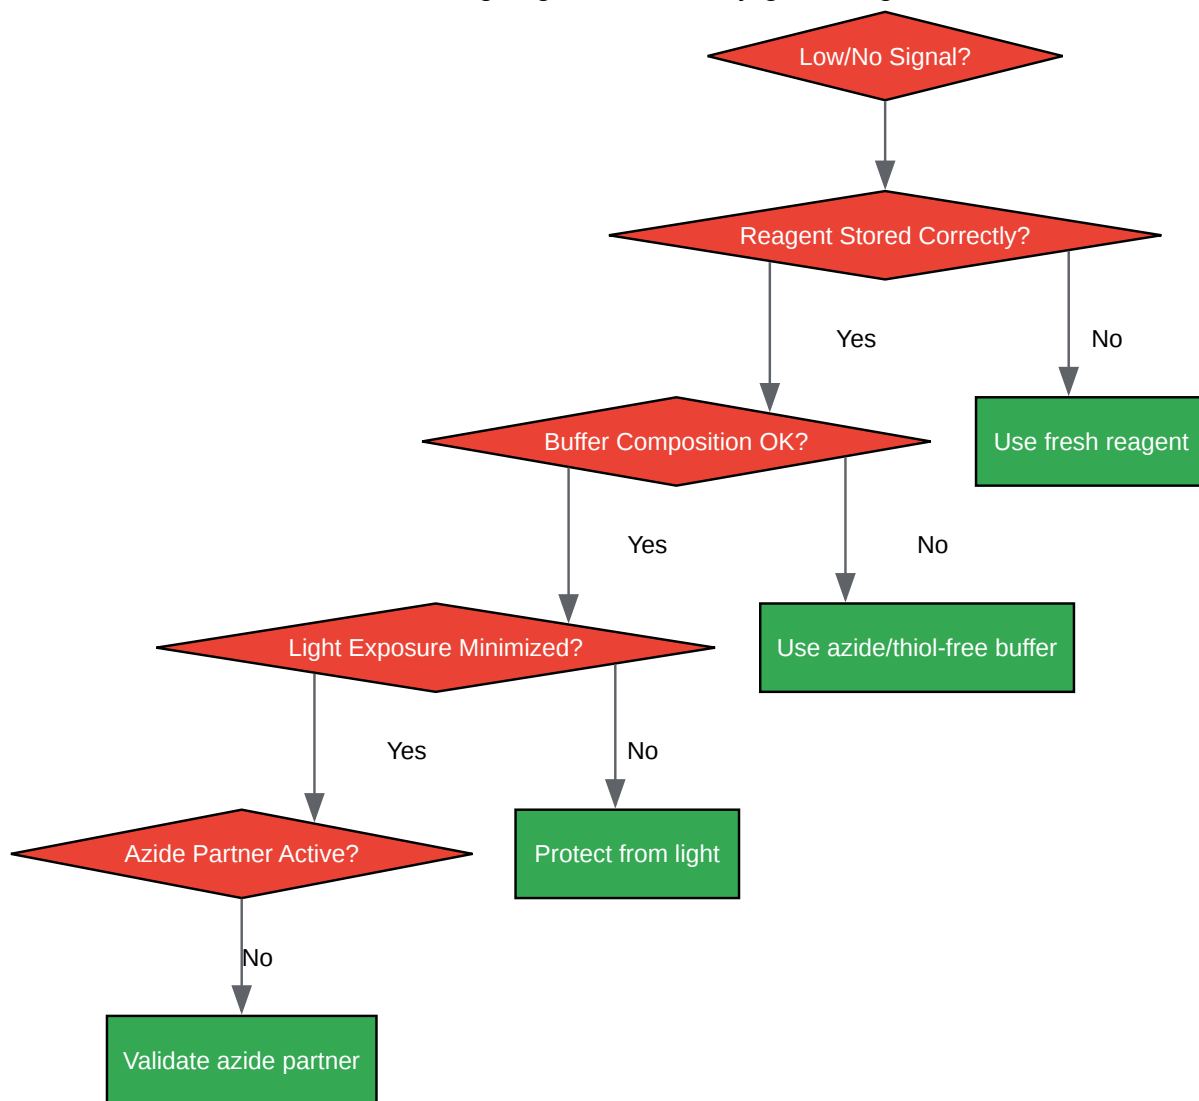 Low/No Signal?
Reagent Stored Correctly?
Yes
No
Buffer Composition OK?
Use fresh reagent
Yes
No
Light Exposure Minimized?
Use azide/thiol-free buffer
Yes
No
Azide Partner Active?
Protect from light
No
Validate azide partner